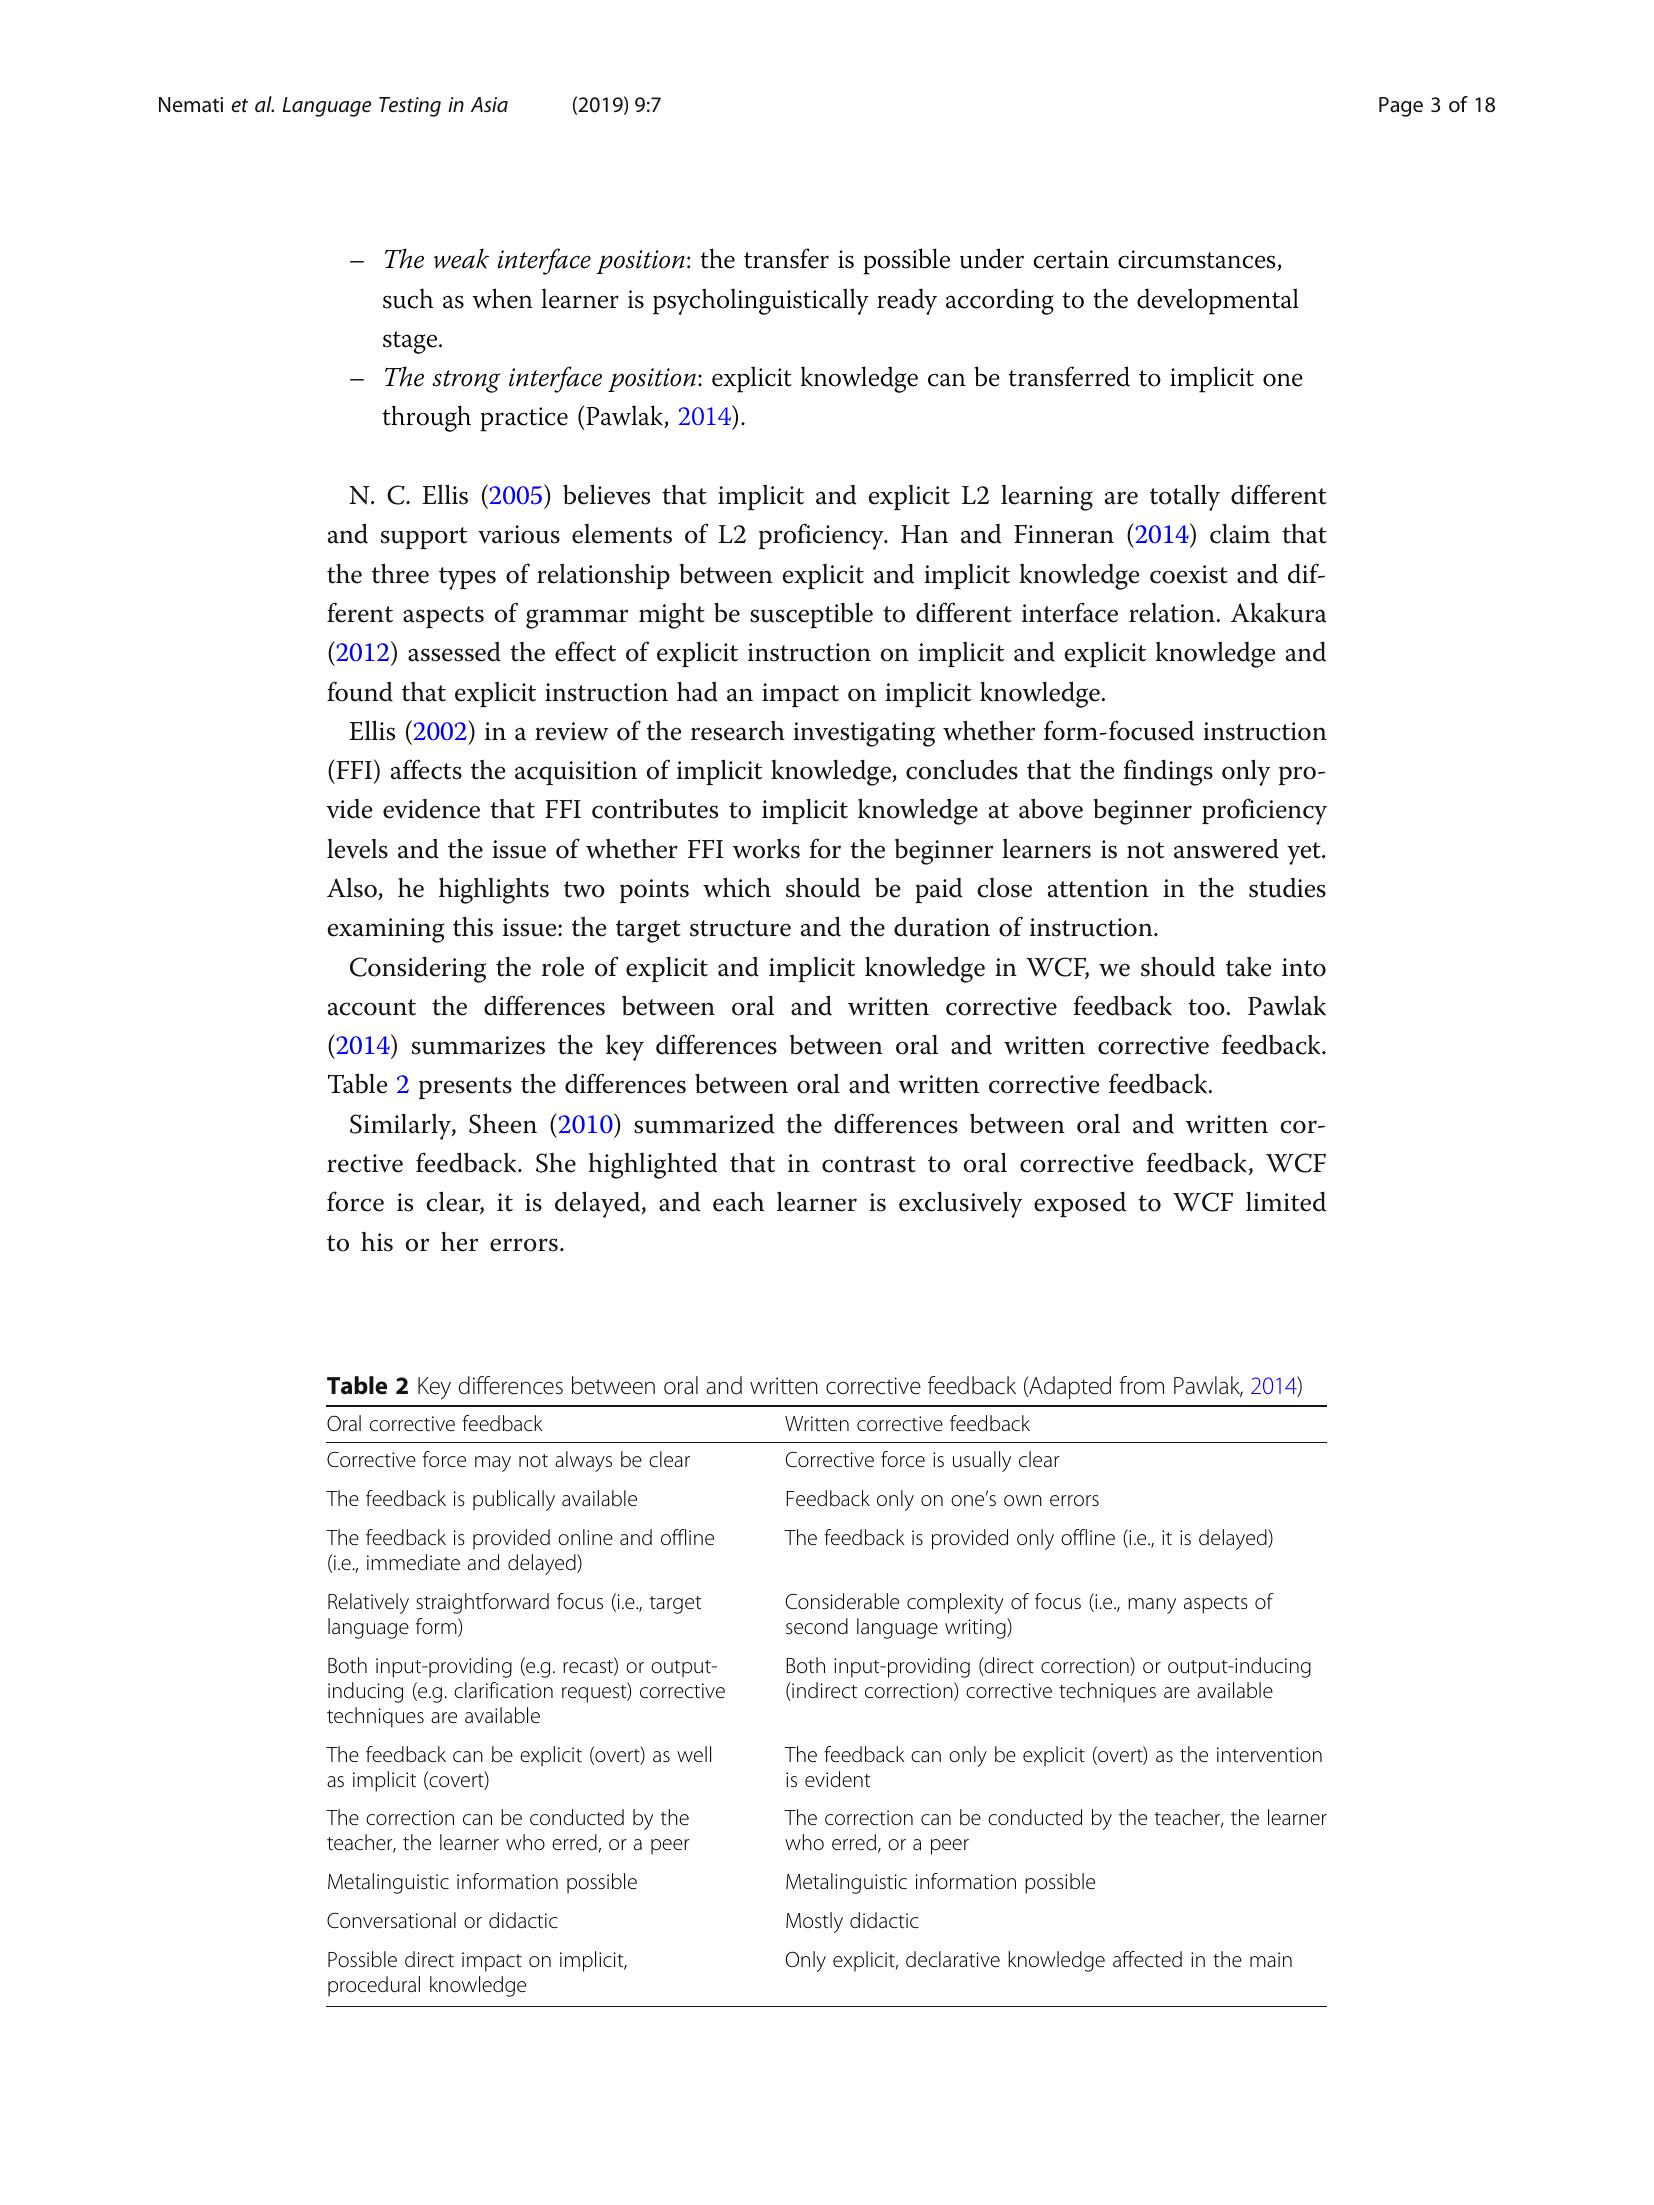 Nemati et al. Language Testing in Asia (2019) 9:7 Page 3 of 18
– The weak interface position: the transfer is possible under certain circumstances,
such as when learner is psycholinguistically ready according to the developmental
stage.
– The strong interface position: explicit knowledge can be transferred to implicit one
through practice (Pawlak, 2014).
N. C. Ellis (2005) believes that implicit and explicit L2 learning are totally different
and support various elements of L2 proficiency. Han and Finneran (2014) claim that
the three types of relationship between explicit and implicit knowledge coexist and dif-
ferent aspects of grammar might be susceptible to different interface relation. Akakura
(2012) assessed the effect of explicit instruction on implicit and explicit knowledge and
found that explicit instruction had an impact on implicit knowledge.
Ellis (2002) in a review of the research investigating whether form-focused instruction
(FFI) affects the acquisition of implicit knowledge, concludes that the findings only pro-
vide evidence that FFI contributes to implicit knowledge at above beginner proficiency
levels and the issue of whether FFI works for the beginner learners is not answered yet.
Also, he highlights two points which should be paid close attention in the studies
examining this issue: the target structure and the duration of instruction.
Considering the role of explicit and implicit knowledge in WCF, we should take into
account the differences between oral and written corrective feedback too. Pawlak
(2014) summarizes the key differences between oral and written corrective feedback.
Table 2 presents the differences between oral and written corrective feedback.
Similarly, Sheen (2010) summarized the differences between oral and written cor-
rective feedback. She highlighted that in contrast to oral corrective feedback, WCF
force is clear, it is delayed, and each learner is exclusively exposed to WCF limited
to his or her errors.
Table 2 Key differences between oral and written corrective feedback (Adapted from Pawlak, 2014)
Oral corrective feedback Written corrective feedback
Corrective force may not always be clear Corrective force is usually clear
The feedback is publically available Feedback only on one's own errors
The feedback is provided online and offline The feedback is provided only offline (i.e., it is delayed)
(i.e., immediate and delayed)
Relatively straightforward focus (i.e., target Considerable complexity of focus (i.e., many aspects of
language form) second language writing)
Both input-providing (e.g. recast) or output- Both input-providing (direct correction) or output-inducing
inducing (e.g. clarification request) corrective (indirect correction) corrective techniques are available
techniques are available
The feedback can be explicit (overt) as well The feedback can only be explicit (overt) as the intervention
as implicit (covert) is evident
The correction can be conducted by the The correction can be conducted by the teacher, the learner
teacher, the learner who erred, or a peer who erred, or a peer
Metalinguistic information possible Metalinguistic information possible
Conversational or didactic Mostly didactic
Possible direct impact on implicit, Only explicit, declarative knowledge affected in the main
procedural knowledge